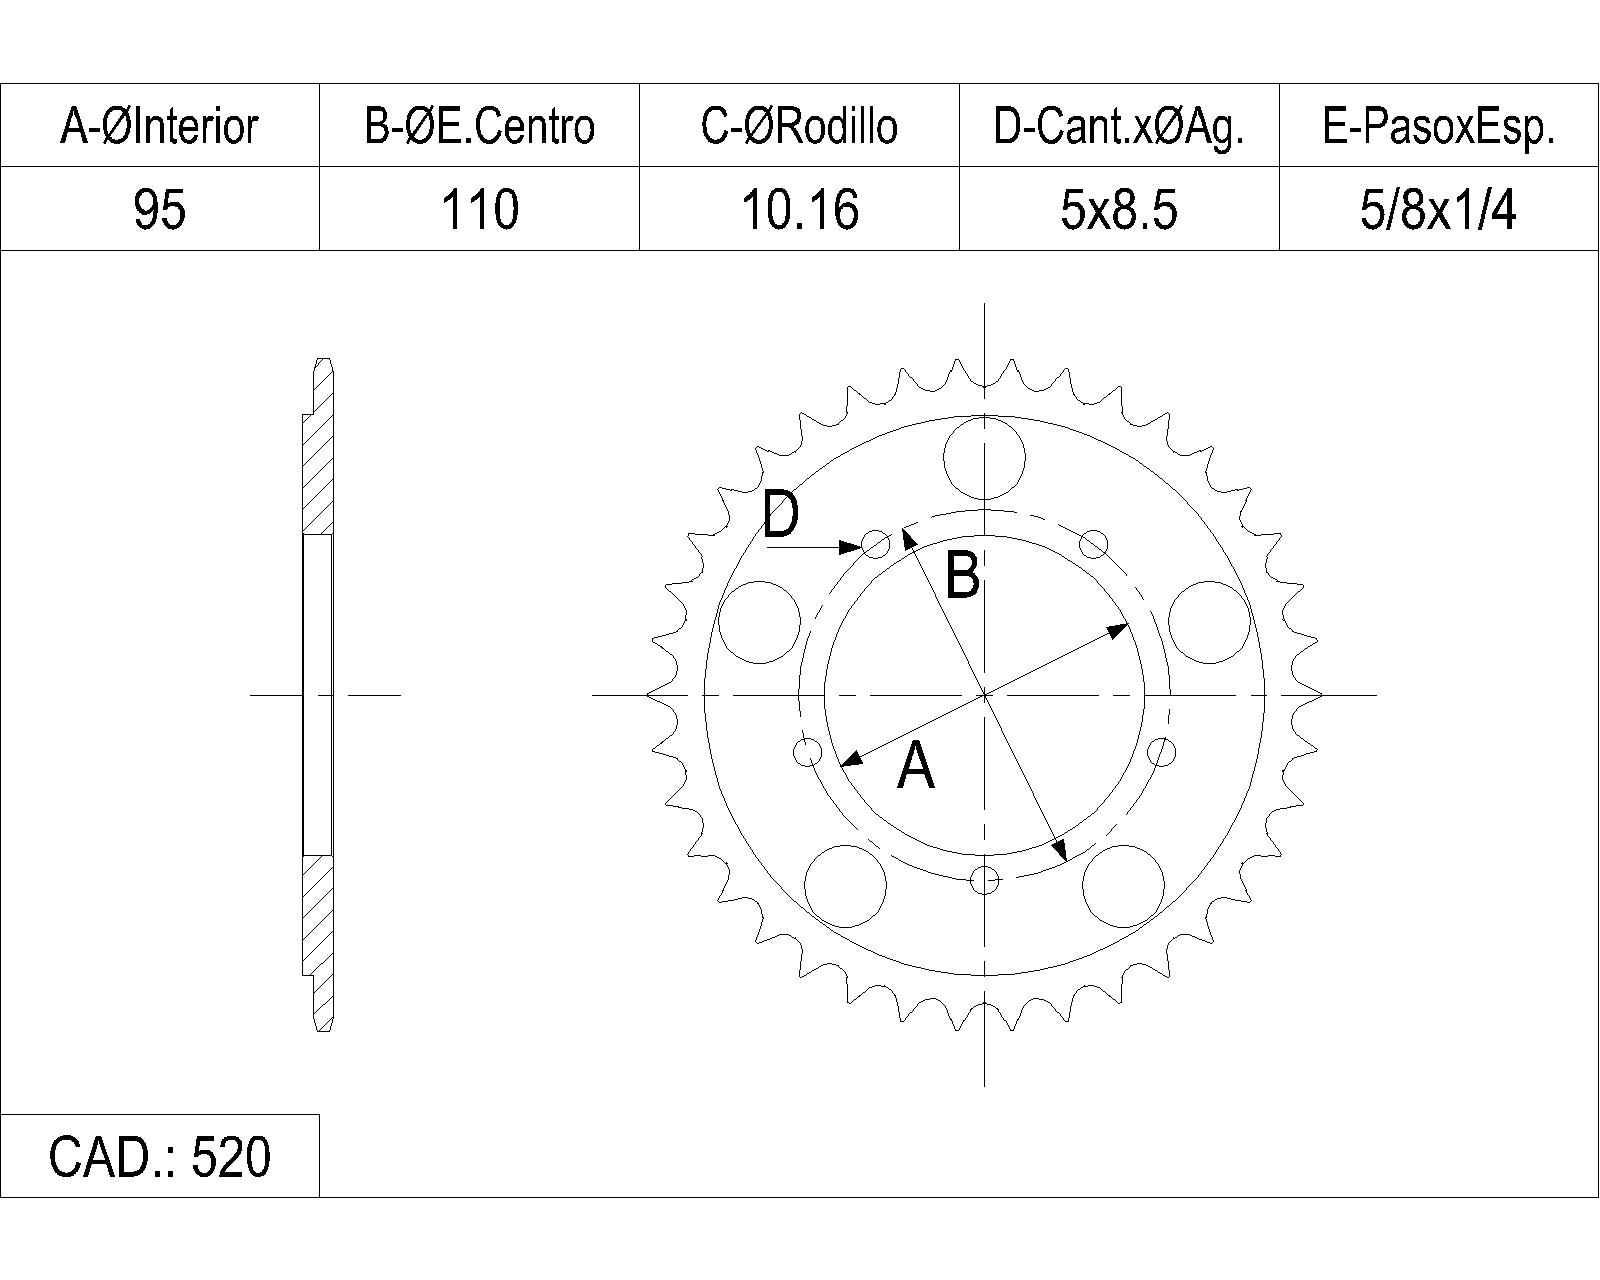 A-ØInterior B-ØE.Centro C-ØRodillo D-Cant.xØAg. E-PasoxEsp.
95 110 10.16 5x8.5 5/8x1/4
D
B
A
CAD.: 520